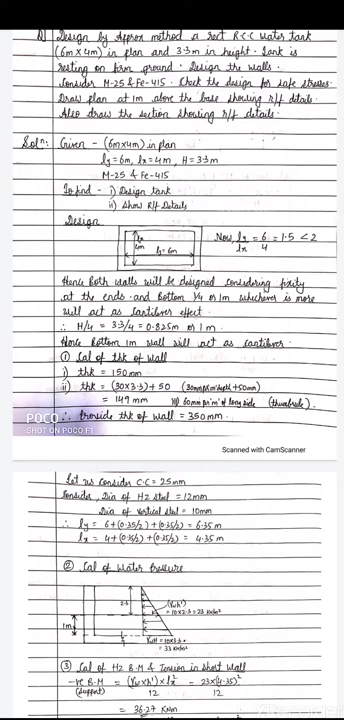 Q) Design by Approx method a rect R.C.C water tank
(6m x 4m) in plan and 3.3m in height. Tank is
resting on firm ground. Design the walls.
Consider M-25 & Fe-415. Check the design for safe stresses.
Draw plan at 1m above the base showing r/f details.
Also draw the section showing r/f details.
Soln: Given - (6m x 4m) in plan
ly = 6m, lx = 4m, H = 3.3m
M-25 & Fe-415
To find - i) Design tank
ii) Show R/f Details
Design
lx
4m
ly = 6m
Now, ly/lx = 6/4 = 1.5 < 2
Hence Both walls will be designed considering fixity
at the ends. and Bottom H/4 or 1m whichever is more
will act as cantilever effect.
∴ H/4 = 3.3/4 = 0.825m or 1m.
Hence bottom 1m wall will act as cantilever.
① Cal of thk of wall
i) thk = 150mm
ii) thk = (30x3.3)+50 (30mm per 'm' depth +50mm)
= 149 mm iii) 60mm per 'm' of long side (thumb rule).
∴ Provide thk of wall = 350mm.
POCO
SHOT ON POCO F1
Scanned with CamScanner
Let us consider C.C = 25mm
Consider, Dia of Hz steel = 12mm
Dia of vertical steel = 10mm
∴ ly = 6+(0.35/2)+(0.35/2) = 6.35m
lx = 4+(0.35/2)+(0.35/2) = 4.35m
② Cal of Water Pressure
2.3
(γw h')
= 10x2.3 = 23 KN/m²
1m
γwH = 10x3.3
= 33 KN/m²
③ Cal of Hz B.M & Tension in Short Wall
-ve B.M = (γw x h') x lx² = 23x(4.35)²
(support) 12 12
= 36.27 KNm